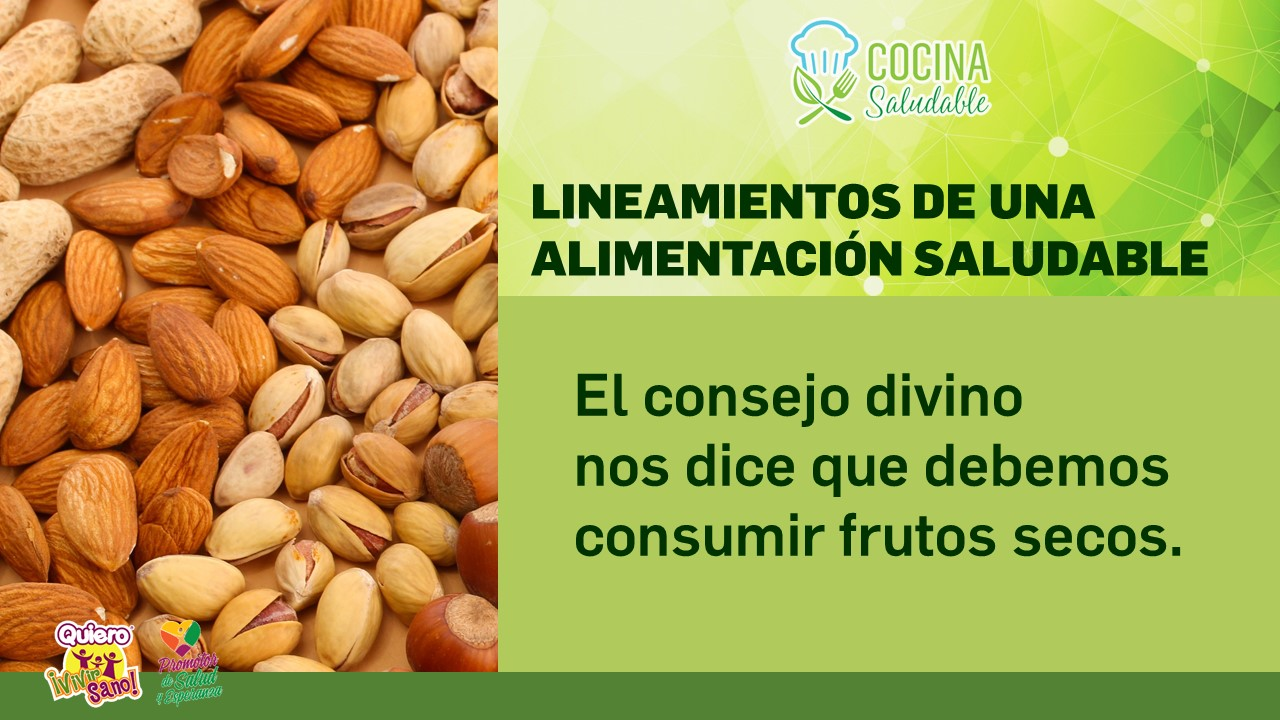 COCINA
Saludable
LINEAMIENTOS DE UNA
ALIMENTACIÓN SALUDABLE
El consejo divino
nos dice que debemos
consumir frutos secos.
Quiero
¡Vivir
Sano!
Promotor
de Salud
y Esperanza